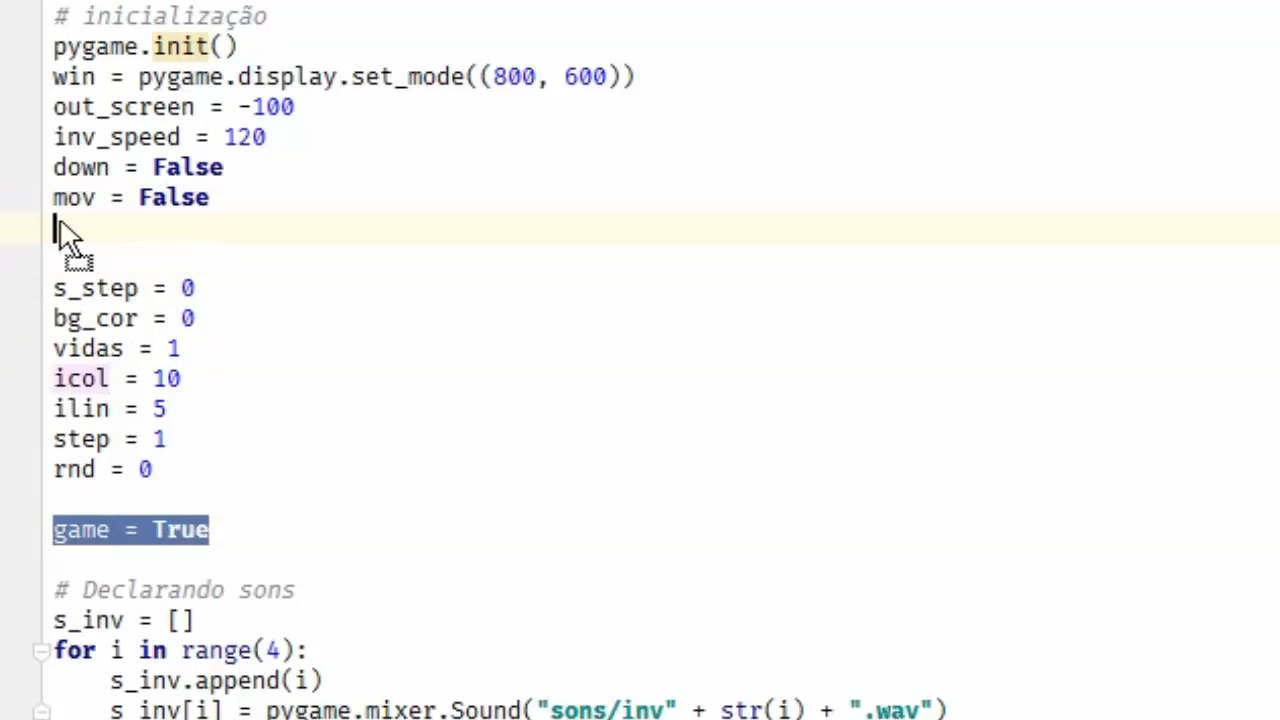 # inicialização
pygame.init()
win = pygame.display.set_mode((800, 600))
out_screen = -100
inv_speed = 120
down = False
mov = False
s_step = 0
bg_cor = 0
vidas = 1
icol = 10
ilin = 5
step = 1
rnd = 0
game = True
# Declarando sons
s_inv = []
for i in range(4):
    s_inv.append(i)
    s_inv[i] = pygame.mixer.Sound("sons/inv" + str(i) + ".wav")